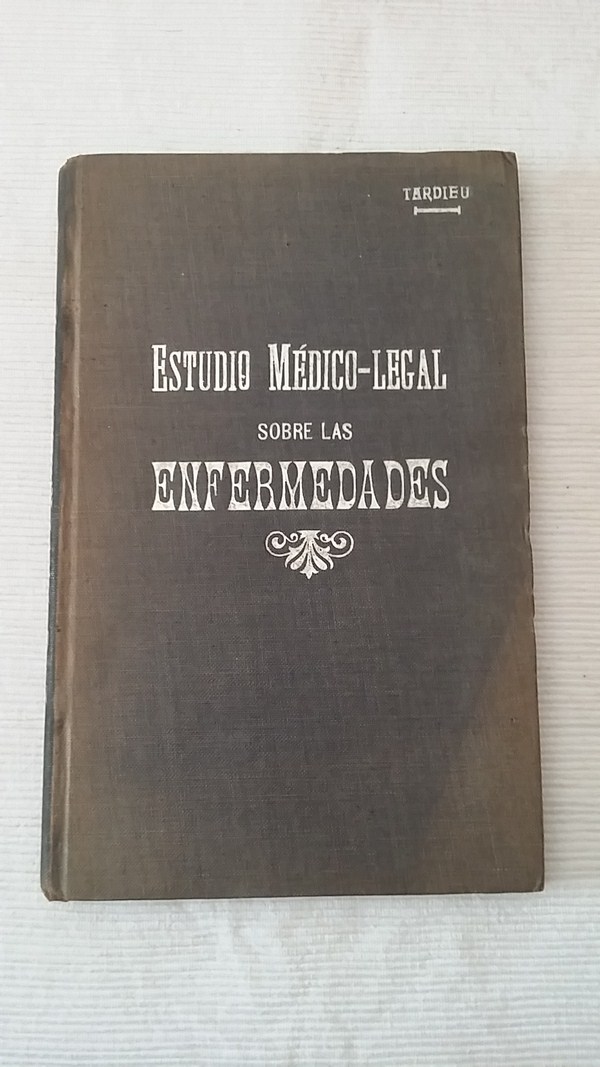 TARDIEU
ESTUDIO MÉDICO-LEGAL
SOBRE LAS
ENFERMEDADES